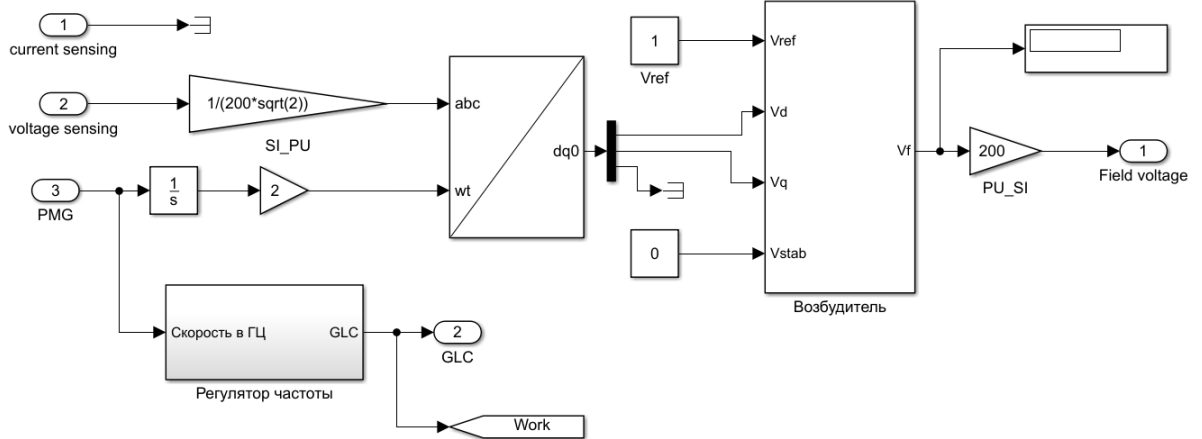 1
current sensing
2
voltage sensing
1/(200*sqrt(2))
SI_PU
3
PMG
1
s
2
abc
wt
dq0
1
Vref
0
Vref
Vd
Vq
Vstab
Vf
Возбудитель
200
PU_SI
1
Field voltage
Скорость в ГЦ
GLC
Регулятор частоты
2
GLC
Work